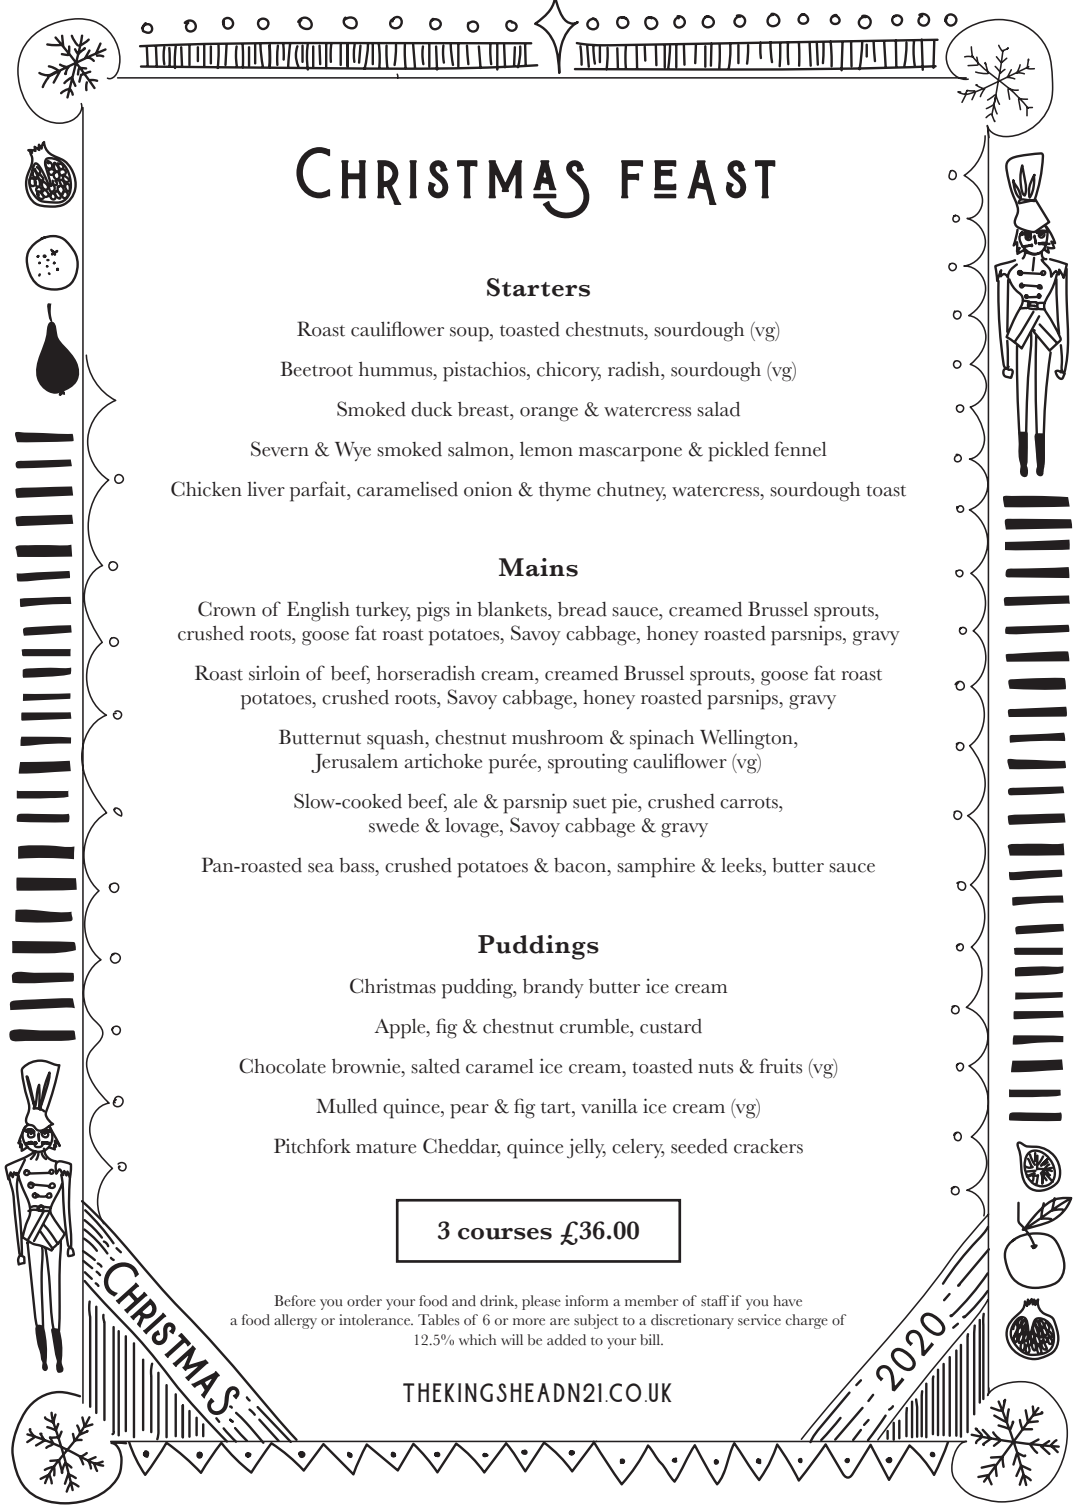 CHRISTMAS FEAST
Starters
Roast cauliflower soup, toasted chestnuts, sourdough (vg)
Beetroot hummus, pistachios, chicory, radish, sourdough (vg)
Smoked duck breast, orange & watercress salad
Severn & Wye smoked salmon, lemon mascarpone & pickled fennel
Chicken liver parfait, caramelised onion & thyme chutney, watercress, sourdough toast
Mains
Crown of English turkey, pigs in blankets, bread sauce, creamed Brussel sprouts,
crushed roots, goose fat roast potatoes, Savoy cabbage, honey roasted parsnips, gravy
Roast sirloin of beef, horseradish cream, creamed Brussel sprouts, goose fat roast
potatoes, crushed roots, Savoy cabbage, honey roasted parsnips, gravy
Butternut squash, chestnut mushroom & spinach Wellington,
Jerusalem artichoke purée, sprouting cauliflower (vg)
Slow-cooked beef, ale & parsnip suet pie, crushed carrots,
swede & lovage, Savoy cabbage & gravy
Pan-roasted sea bass, crushed potatoes & bacon, samphire & leeks, butter sauce
Puddings
Christmas pudding, brandy butter ice cream
Apple, fig & chestnut crumble, custard
Chocolate brownie, salted caramel ice cream, toasted nuts & fruits (vg)
Mulled quince, pear & fig tart, vanilla ice cream (vg)
Pitchfork mature Cheddar, quince jelly, celery, seeded crackers
3 courses £36.00
Before you order your food and drink, please inform a member of staff if you have
a food allergy or intolerance. Tables of 6 or more are subject to a discretionary service charge of
12.5% which will be added to your bill.
THEKINGSHEADN21.CO.UK
CHRISTMAS
2020